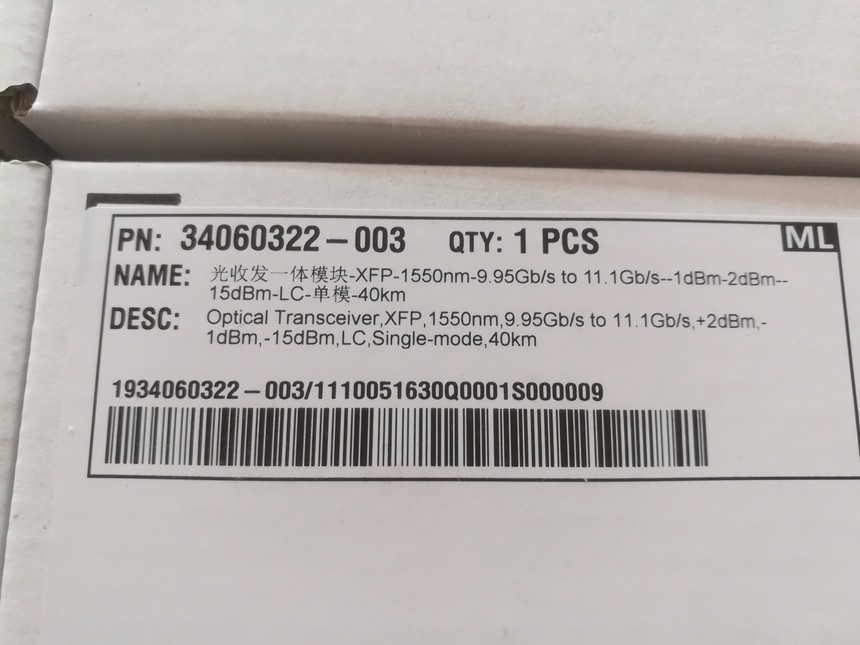 PN: 34060322-003 QTY: 1 PCS ML
NAME: 光收发一体模块-XFP-1550nm-9.95Gb/s to 11.1Gb/s--1dBm-2dBm--
15dBm-LC-单模-40km
DESC: Optical Transceiver,XFP,1550nm,9.95Gb/s to 11.1Gb/s,+2dBm,-
1dBm,-15dBm,LC,Single-mode,40km
1934060322-003/1110051630Q0001S000009